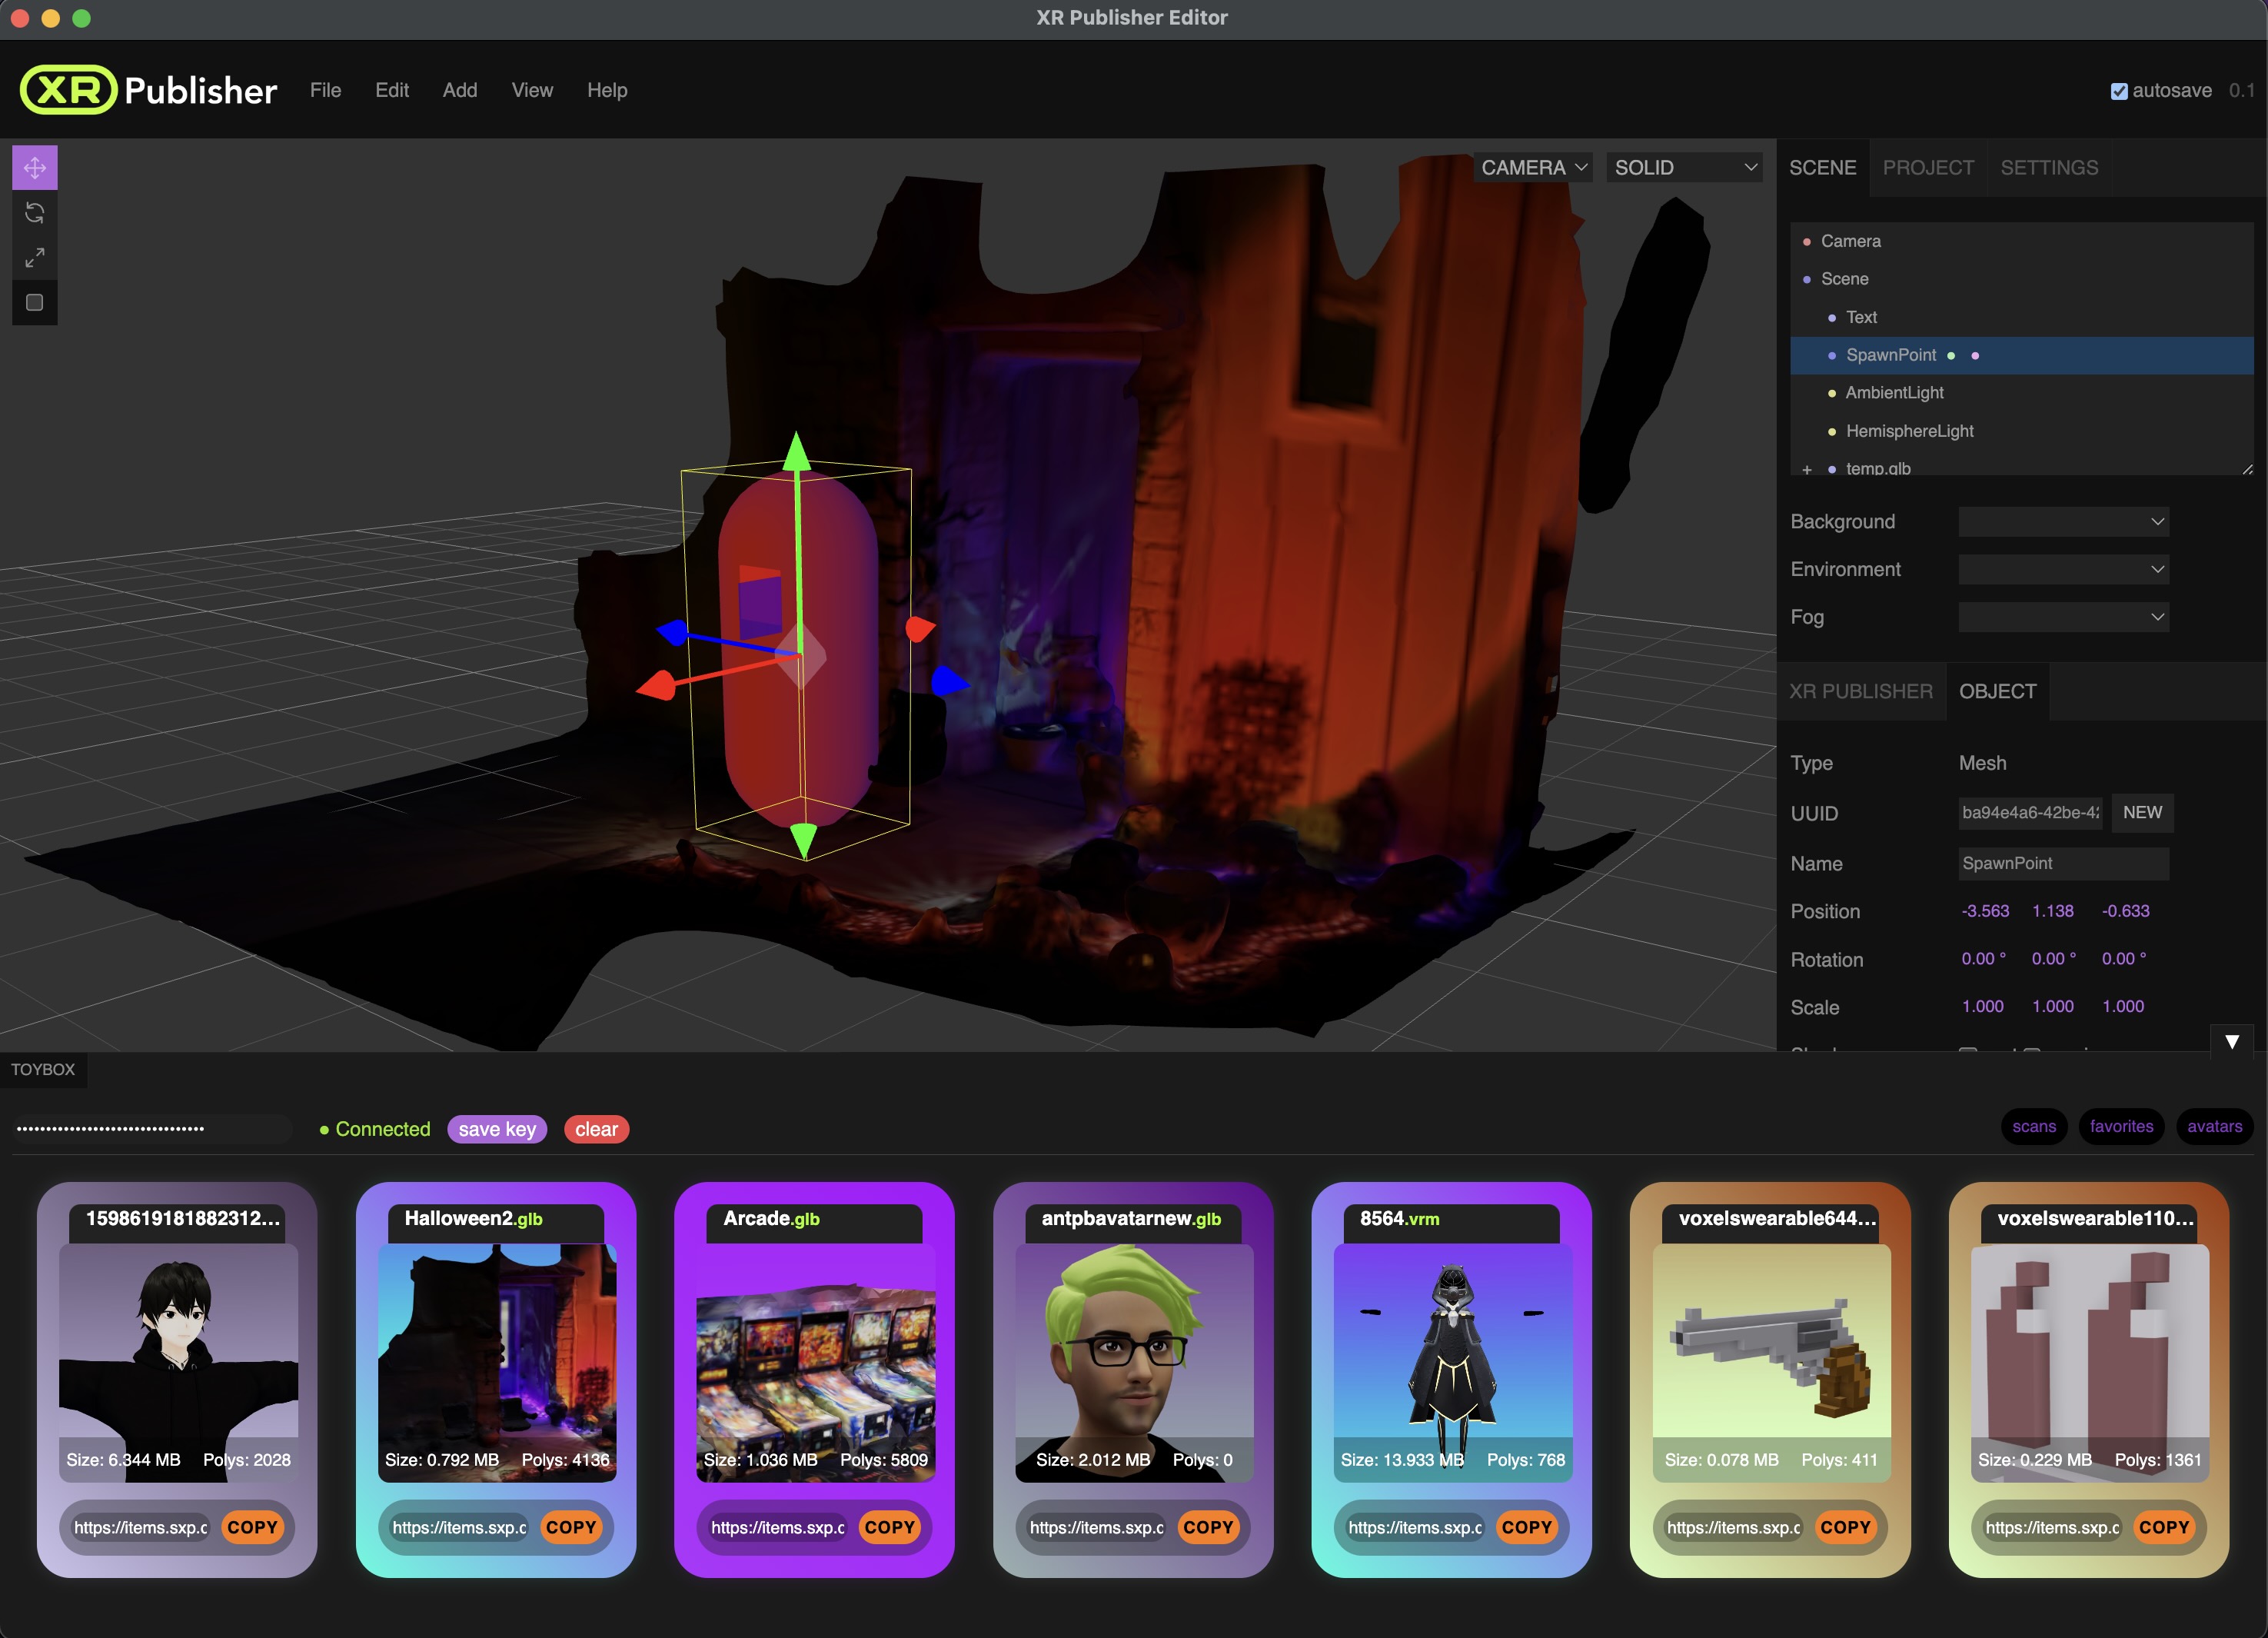 XR Publisher Editor
XR Publisher
File Edit Add View Help
autosave 0.1
CAMERA SOLID
SCENE PROJECT SETTINGS
Camera
Scene
Text
SpawnPoint
AmbientLight
HemisphereLight
temp.glb
Background
Environment
Fog
XR PUBLISHER OBJECT
Type Mesh
UUID ba94e4a6-42be-42 NEW
Name SpawnPoint
Position -3.563 1.138 -0.633
Rotation 0.00 ° 0.00 ° 0.00 °
Scale 1.000 1.000 1.000
TOYBOX
Connected save key clear
scans favorites avatars
1598619181882312...
Size: 6.344 MB Polys: 2028
https://items.sxp.c COPY
Halloween2.glb
Size: 0.792 MB Polys: 4136
https://items.sxp.c COPY
Arcade.glb
Size: 1.036 MB Polys: 5809
https://items.sxp.c COPY
antpbavatarnew.glb
Size: 2.012 MB Polys: 0
https://items.sxp.c COPY
8564.vrm
Size: 13.933 MB Polys: 768
https://items.sxp.c COPY
voxelswearable644...
Size: 0.078 MB Polys: 411
https://items.sxp.c COPY
voxelswearable110...
Size: 0.229 MB Polys: 1361
https://items.sxp.c COPY